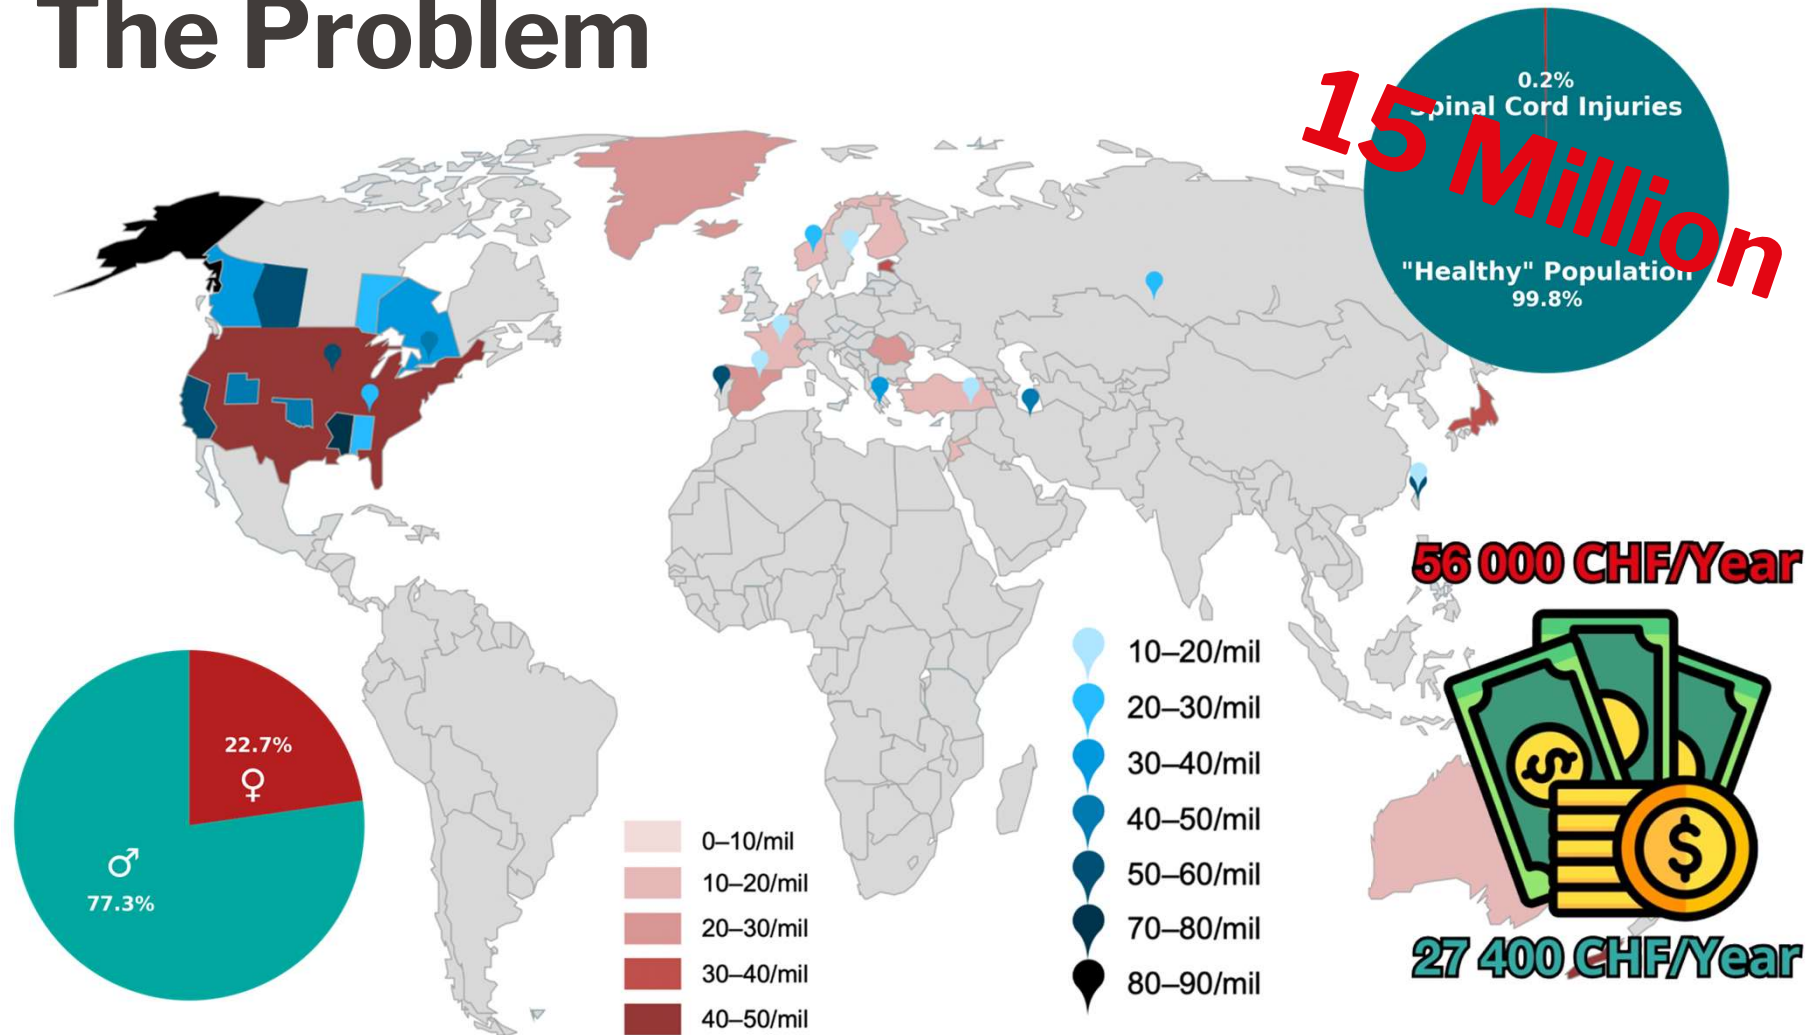 The Problem
0.2%
Spinal Cord Injuries
15 Million
"Healthy" Population
99.8%
56 000 CHF/Year
27 400 CHF/Year
22.7%
♀
♂
77.3%
0–10/mil
10–20/mil
20–30/mil
30–40/mil
40–50/mil
10–20/mil
20–30/mil
30–40/mil
40–50/mil
50–60/mil
70–80/mil
80–90/mil